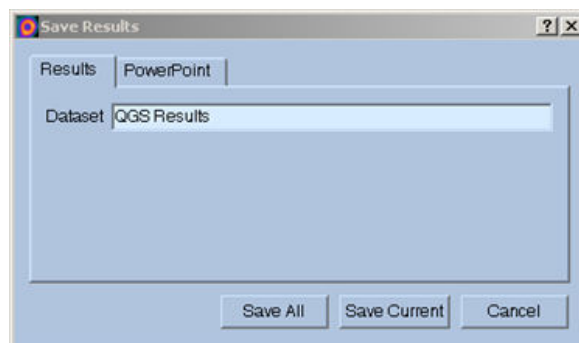 Save Results
Results PowerPoint
Dataset QGS Results
Save All Save Current Cancel